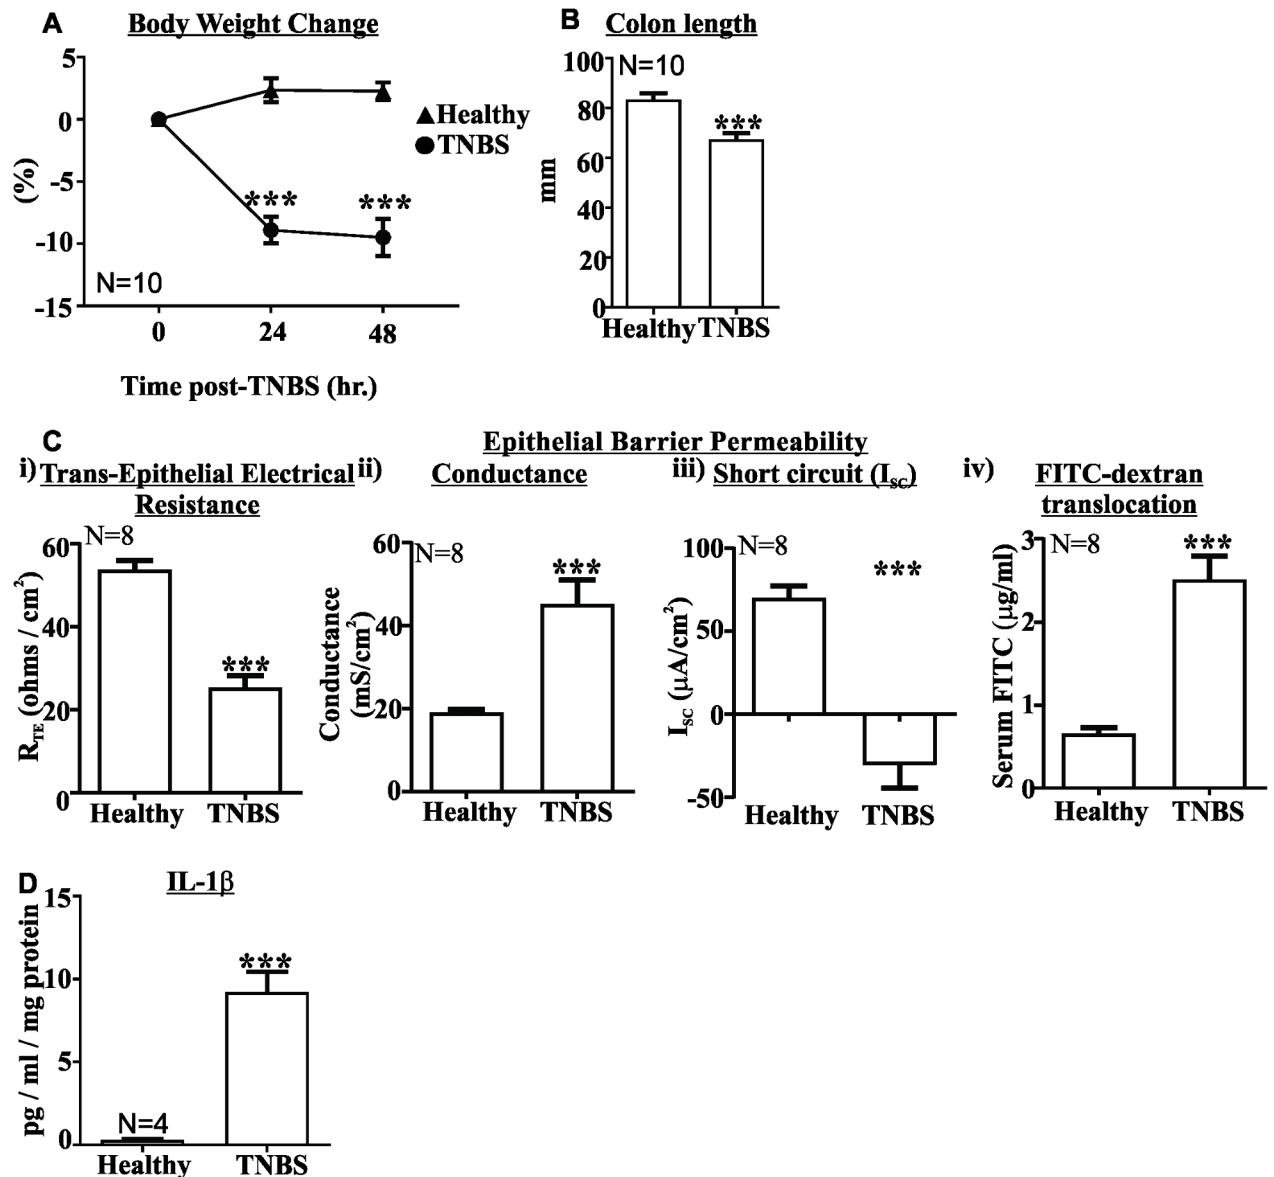 A
Body Weight Change
5
0
-5
-10
-15
(%)
***
***
N=10
▲Healthy
●TNBS
0 24 48
Time post-TNBS (hr.)
B
Colon length
100
80
60
40
20
0
mm
N=10
***
Healthy TNBS
C
Epithelial Barrier Permeability
i) Trans-Epithelial Electrical
Resistance
N=8
60
40
20
0
R_TE (ohms / cm²)
***
Healthy TNBS
ii)
Conductance
N=8
60
40
20
0
Conductance
(mS/cm²)
***
Healthy TNBS
iii) Short circuit (I_SC)
N=8
100
50
0
-50
I_SC (μA/cm²)
***
Healthy TNBS
iv)
FITC-dextran
translocation
N=8
3
2
1
0
Serum FITC (μg/ml)
***
Healthy TNBS
D
IL-1β
15
10
5
0
pg / ml / mg protein
***
N=4
Healthy TNBS